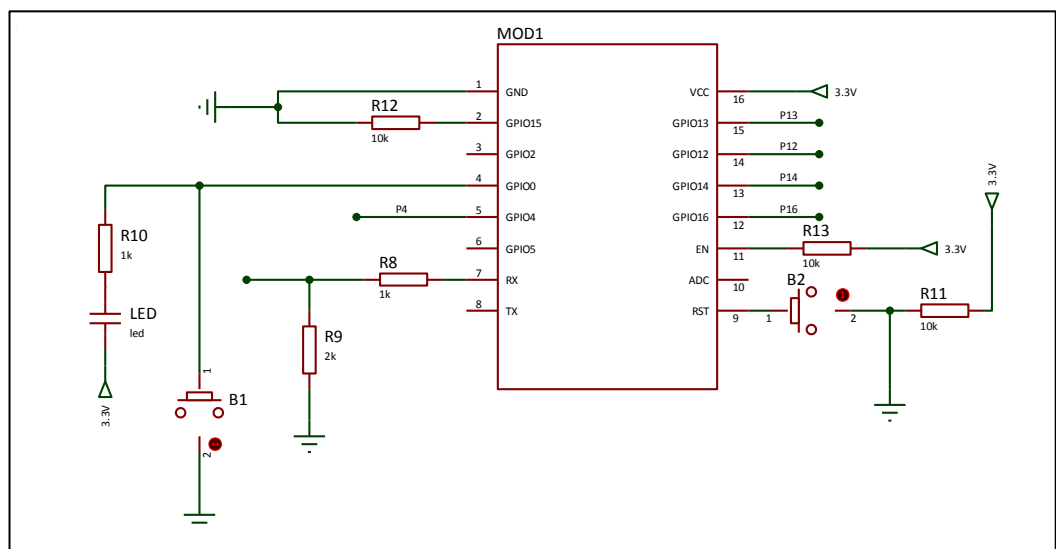 MOD1
1 GND VCC 16 3.3V
R12 10k 2 GPIO15 GPIO13 15 P13
3 GPIO2 GPIO12 14 P12
4 GPIO0 GPIO14 13 P14
P4 5 GPIO4 GPIO16 12 P16
3.3V
R10 1k
6 GPIO5 EN 11 R13 10k 3.3V
R8 1k 7 RX ADC 10
B2
8 TX RST 9 1 2
R11 10k
LED
led
R9
2k
3.3V
1
B1
2